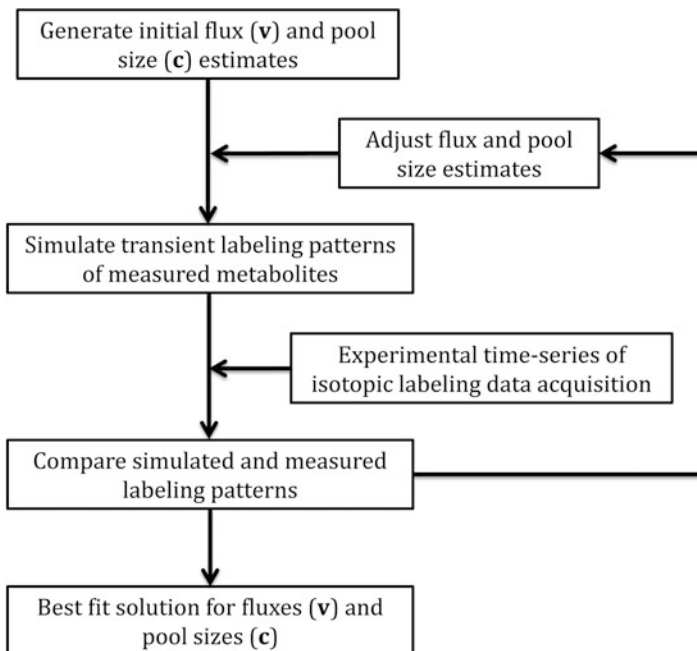 Generate initial flux (v) and pool
size (c) estimates
Adjust flux and pool
size estimates
Simulate transient labeling patterns
of measured metabolites
Experimental time-series of
isotopic labeling data acquisition
Compare simulated and measured
labeling patterns
Best fit solution for fluxes (v) and
pool sizes (c)